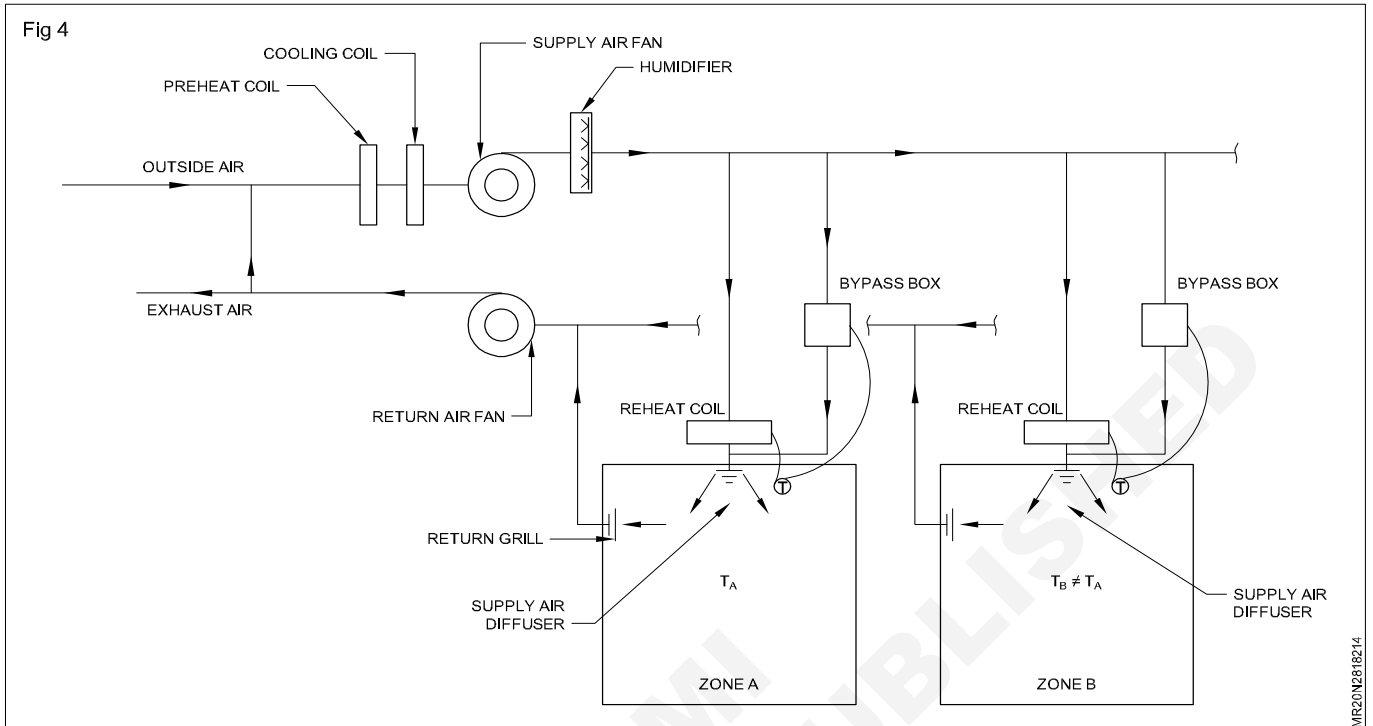 Fig 4
SUPPLY AIR FAN
COOLING COIL
HUMIDIFIER
PREHEAT COIL
OUTSIDE AIR
BYPASS BOX
BYPASS BOX
EXHAUST AIR
RETURN AIR FAN
REHEAT COIL
REHEAT COIL
T
T
RETURN GRILL
T_A
T_B ≠ T_A
SUPPLY AIR
DIFFUSER
SUPPLY AIR
DIFFUSER
ZONE A
ZONE B
MR20N2818214
MI
UBLISHED